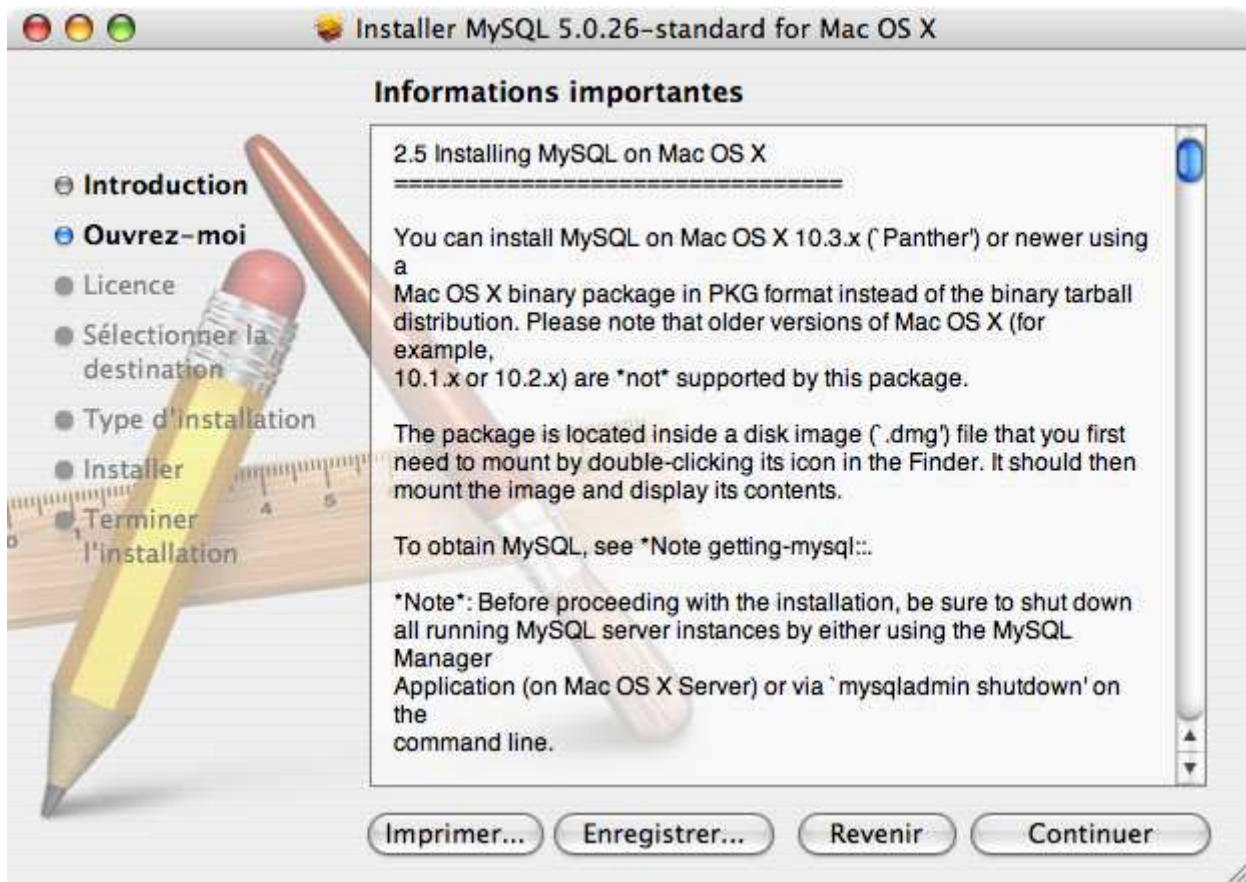 Installer MySQL 5.0.26-standard for Mac OS X
Informations importantes
Introduction
Ouvrez-moi
Licence
Sélectionner la
destination
Type d'installation
Installer
Terminer
l'installation
2.5 Installing MySQL on Mac OS X
================================
You can install MySQL on Mac OS X 10.3.x (`Panther') or newer using
a
Mac OS X binary package in PKG format instead of the binary tarball
distribution. Please note that older versions of Mac OS X (for
example,
10.1.x or 10.2.x) are *not* supported by this package.
The package is located inside a disk image (`.dmg') file that you first
need to mount by double-clicking its icon in the Finder. It should then
mount the image and display its contents.
To obtain MySQL, see *Note getting-mysql::.
*Note*: Before proceeding with the installation, be sure to shut down
all running MySQL server instances by either using the MySQL
Manager
Application (on Mac OS X Server) or via `mysqladmin shutdown' on
the
command line.
Imprimer... Enregistrer... Revenir Continuer